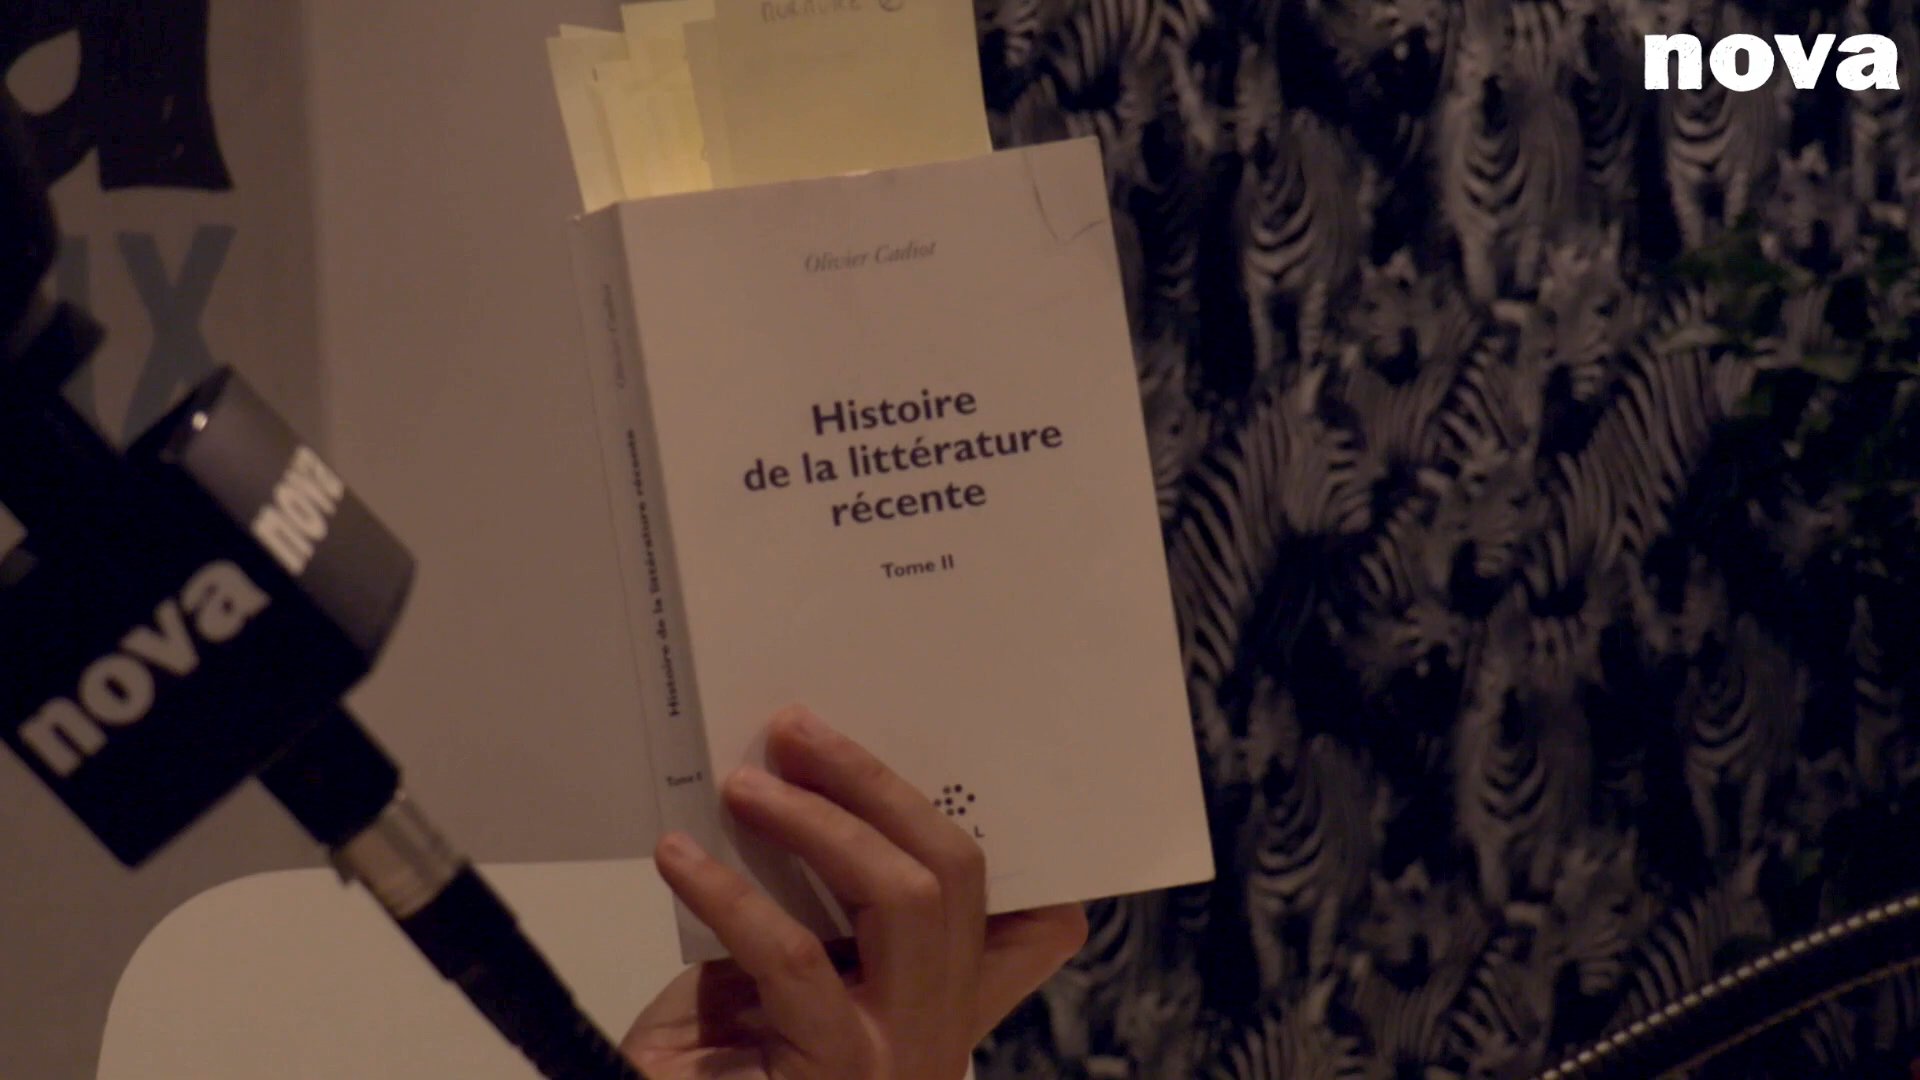 nova
Olivier Cadiot
Histoire
de la littérature
récente
Tome II
Olivier Cadiot
Histoire de la littérature récente
Tome II
nova
nova